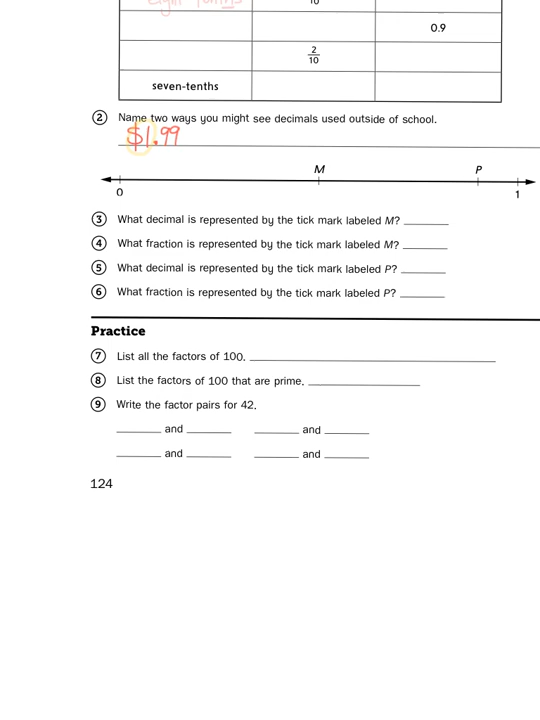 eight tenths
10
0.9
2
10
seven-tenths
2 Name two ways you might see decimals used outside of school.
$1.99
M P
0 1
3 What decimal is represented by the tick mark labeled M?
4 What fraction is represented by the tick mark labeled M?
5 What decimal is represented by the tick mark labeled P?
6 What fraction is represented by the tick mark labeled P?
Practice
7 List all the factors of 100.
8 List the factors of 100 that are prime.
9 Write the factor pairs for 42.
and and
and and
124